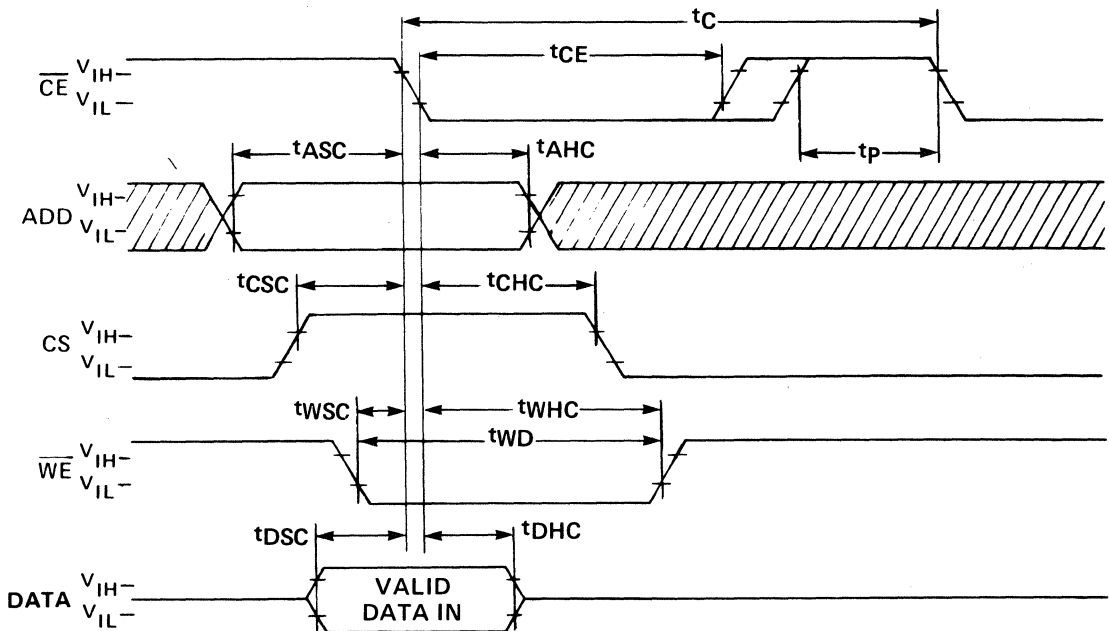 tC
tCE
CE VIH
VIL
tASC tAHC tP
ADD VIH
VIL
tCSC tCHC
CS VIH
VIL
tWSC tWHC
tWD
WE VIH
VIL
tDSC tDHC
DATA VIH
VIL
VALID
DATA IN